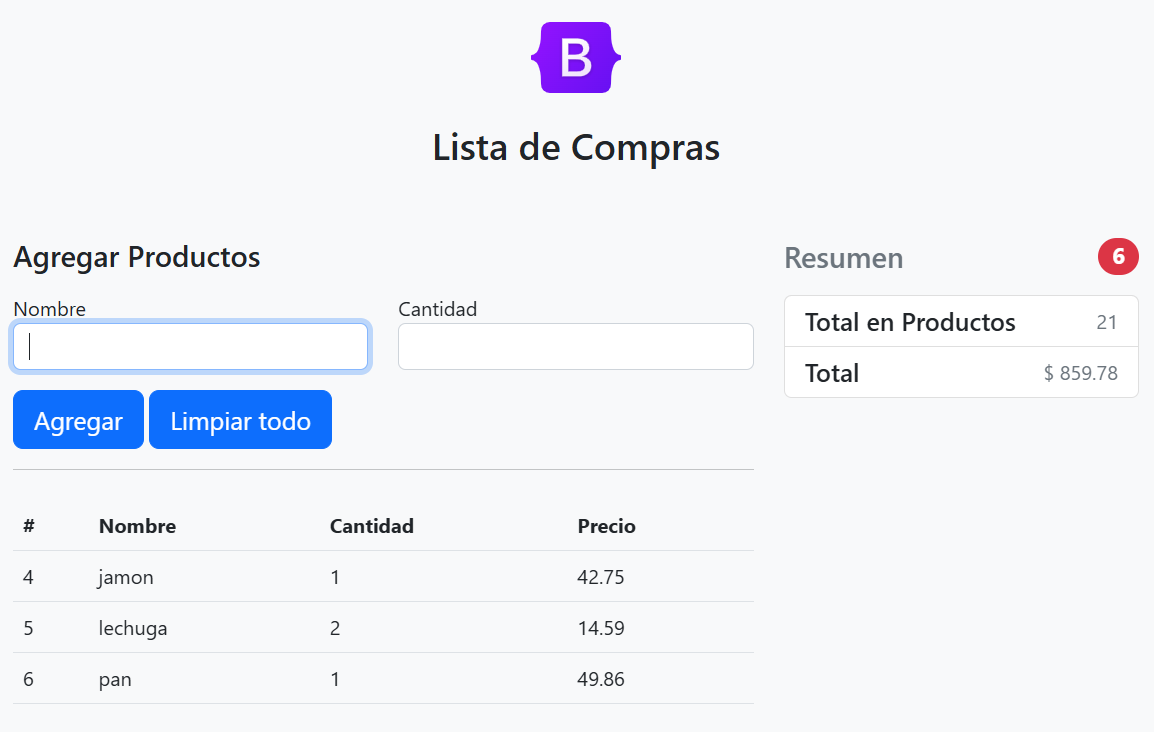 B
Lista de Compras
Agregar Productos
Nombre Cantidad
Agregar Limpiar todo
# Nombre Cantidad Precio
4 jamon 1 42.75
5 lechuga 2 14.59
6 pan 1 49.86
Resumen 6
Total en Productos 21
Total $ 859.78